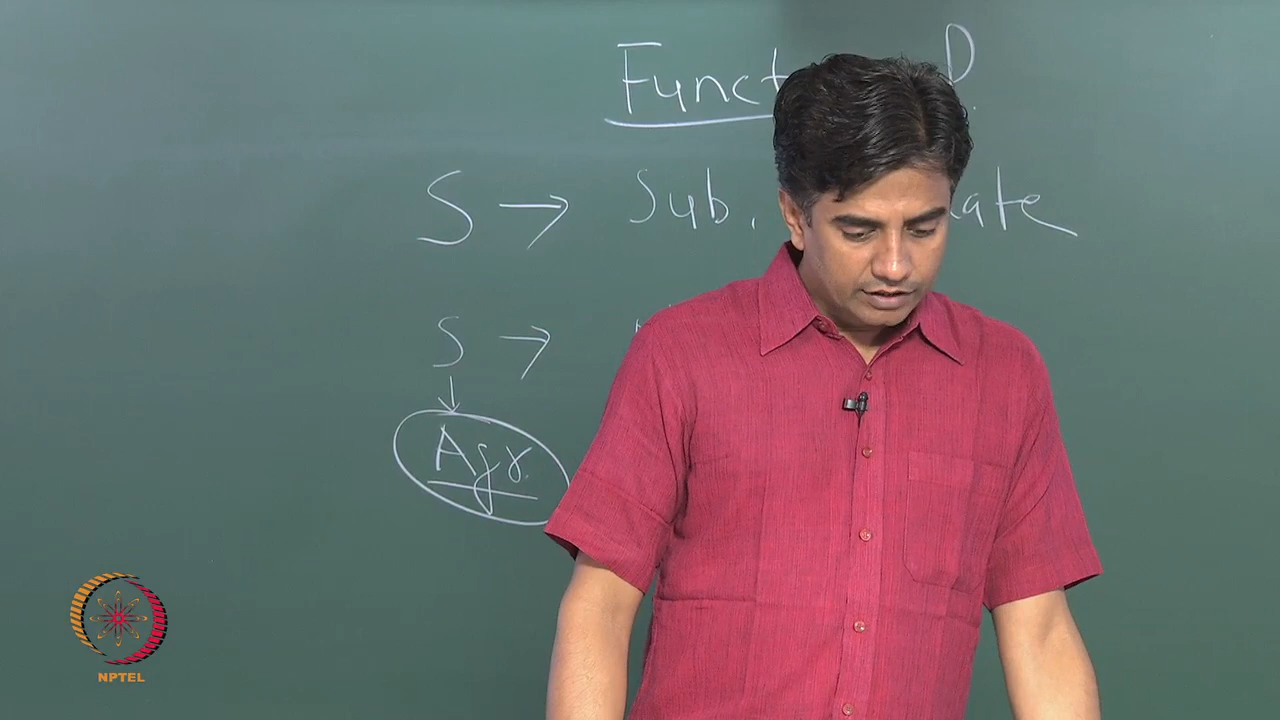 Funct P.
S → Sub. ate
S →
Agr.
NPTEL